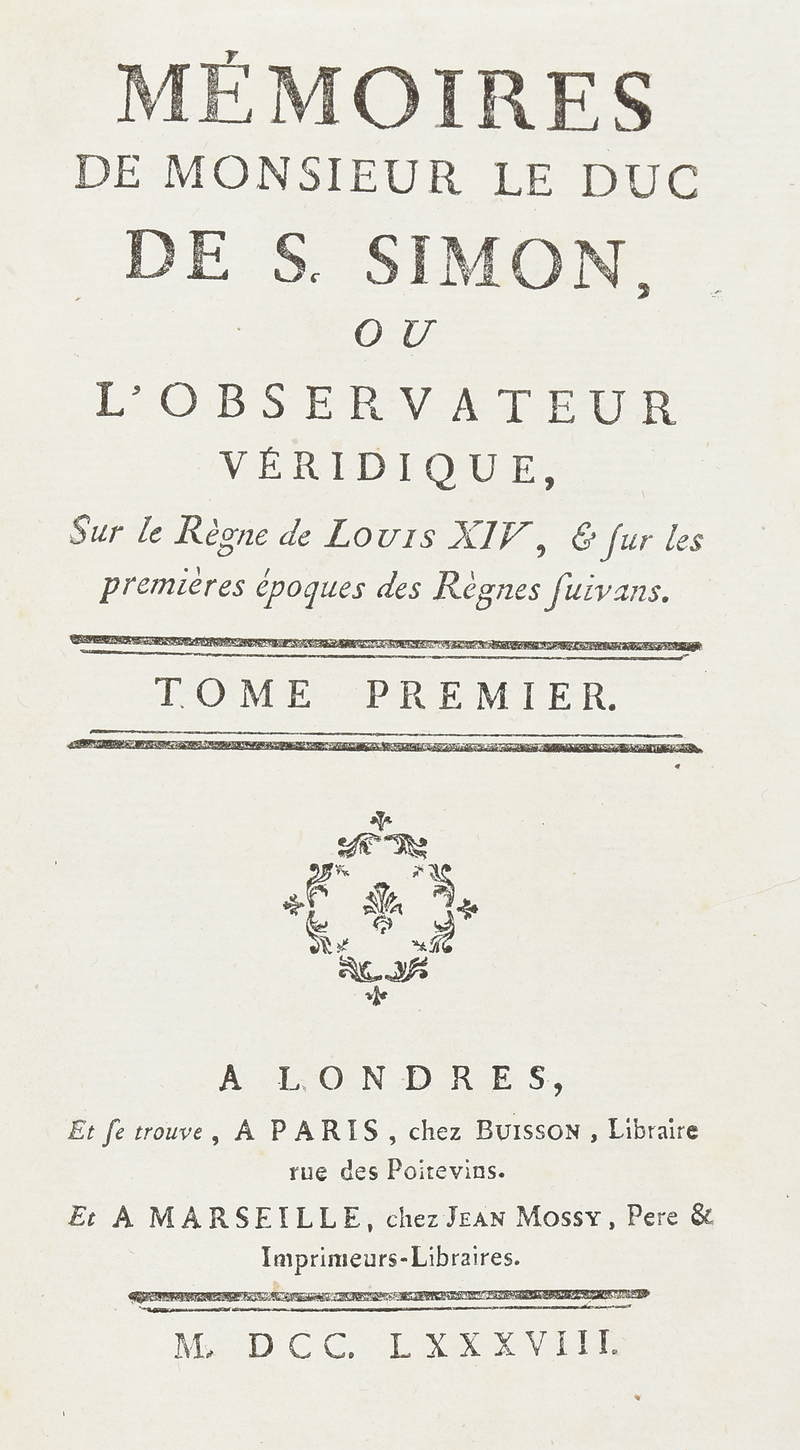 MÉMOIRES
DE MONSIEUR LE DUC
DE S. SIMON,
OU
L'OBSERVATEUR
VÉRIDIQUE,
Sur le Règne de LOUIS XIV, & ſur les
premières époques des Règnes ſuivans.
TOME PREMIER.
A LONDRES,
Et ſe trouve, A PARIS, chez BUISSON, Libraire
rue des Poitevins.
Et A MARSEILLE, chez JEAN MOSSY, Pere &
Imprimeurs-Libraires.
M. DCC. LXXXVIII.